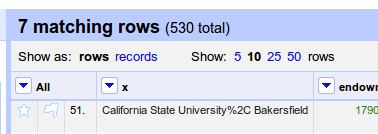 7 matching rows (530 total)
Show as: rows records Show: 5 10 25 50 rows
All x endown
51. California State University%2C Bakersfield 1790